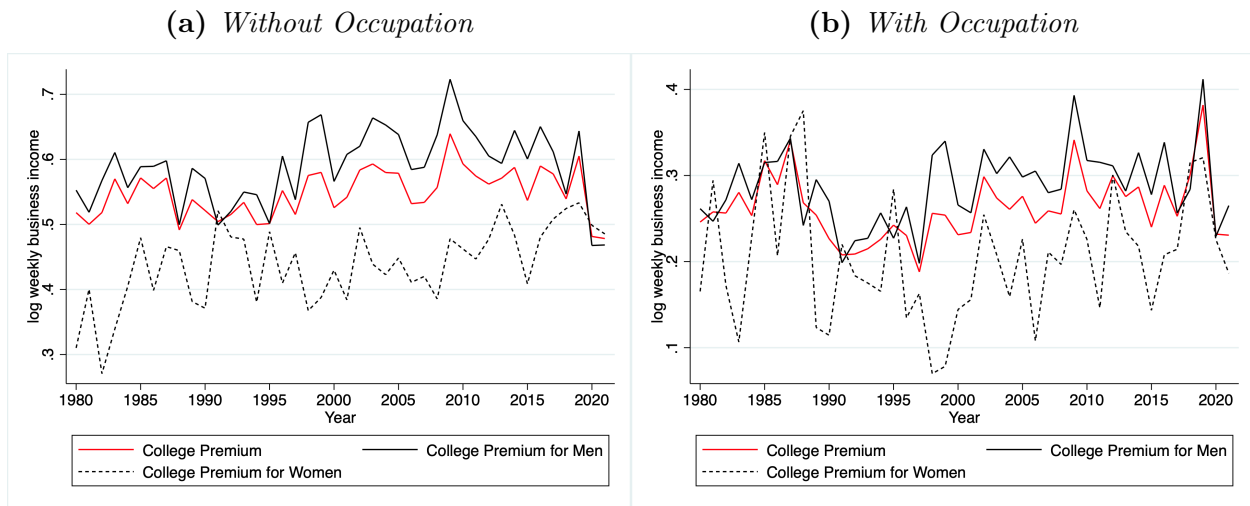 (a) Without Occupation
(b) With Occupation
log weekly business income
.7
.6
.5
.4
.3
1980 1985 1990 1995 2000 2005 2010 2015 2020
Year
College Premium
College Premium for Men
College Premium for Women
log weekly business income
.4
.3
.2
.1
1980 1985 1990 1995 2000 2005 2010 2015 2020
Year
College Premium
College Premium for Men
College Premium for Women